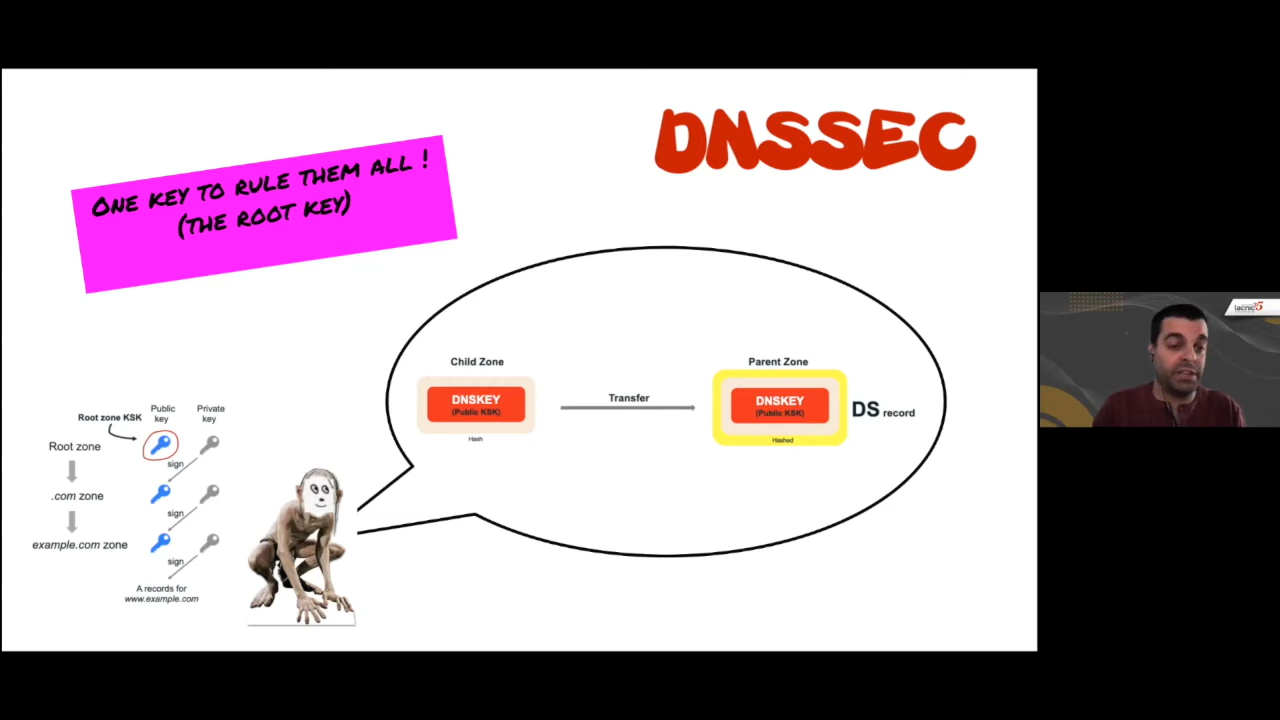 DNSSEC
ONE KEY TO RULE THEM ALL !
(THE ROOT KEY)
Child Zone
DNSKEY
(Public KSK)
Hash
Transfer
Parent Zone
DNSKEY
(Public KSK)
Hashed
DS record
Root zone KSK
Public
key
Private
key
Root zone
sign
.com zone
sign
example.com zone
sign
A records for
www.example.com
lacnic 35